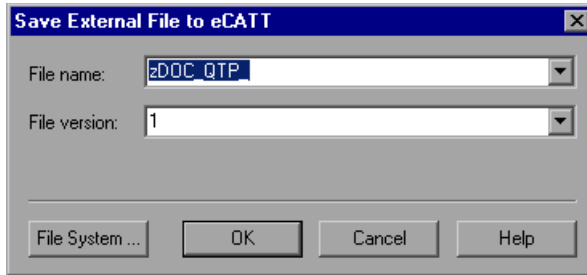 Save External File to eCATT
File name: zDOC_QTP_
File version: 1
File System ... OK Cancel Help